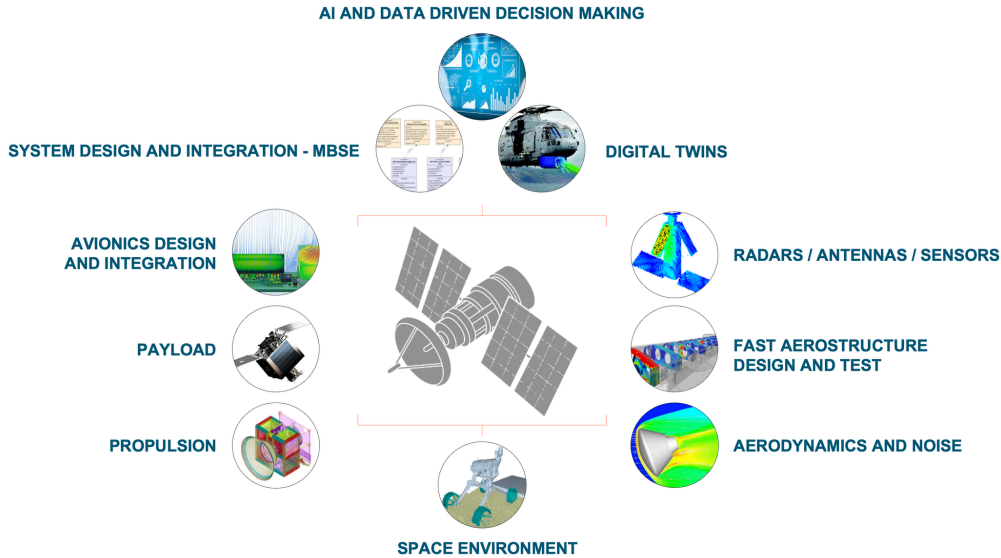 AI AND DATA DRIVEN DECISION MAKING
SYSTEM DESIGN AND INTEGRATION - MBSE
DIGITAL TWINS
AVIONICS DESIGN
AND INTEGRATION
RADARS / ANTENNAS / SENSORS
PAYLOAD
FAST AEROSTRUCTURE
DESIGN AND TEST
PROPULSION
AERODYNAMICS AND NOISE
SPACE ENVIRONMENT